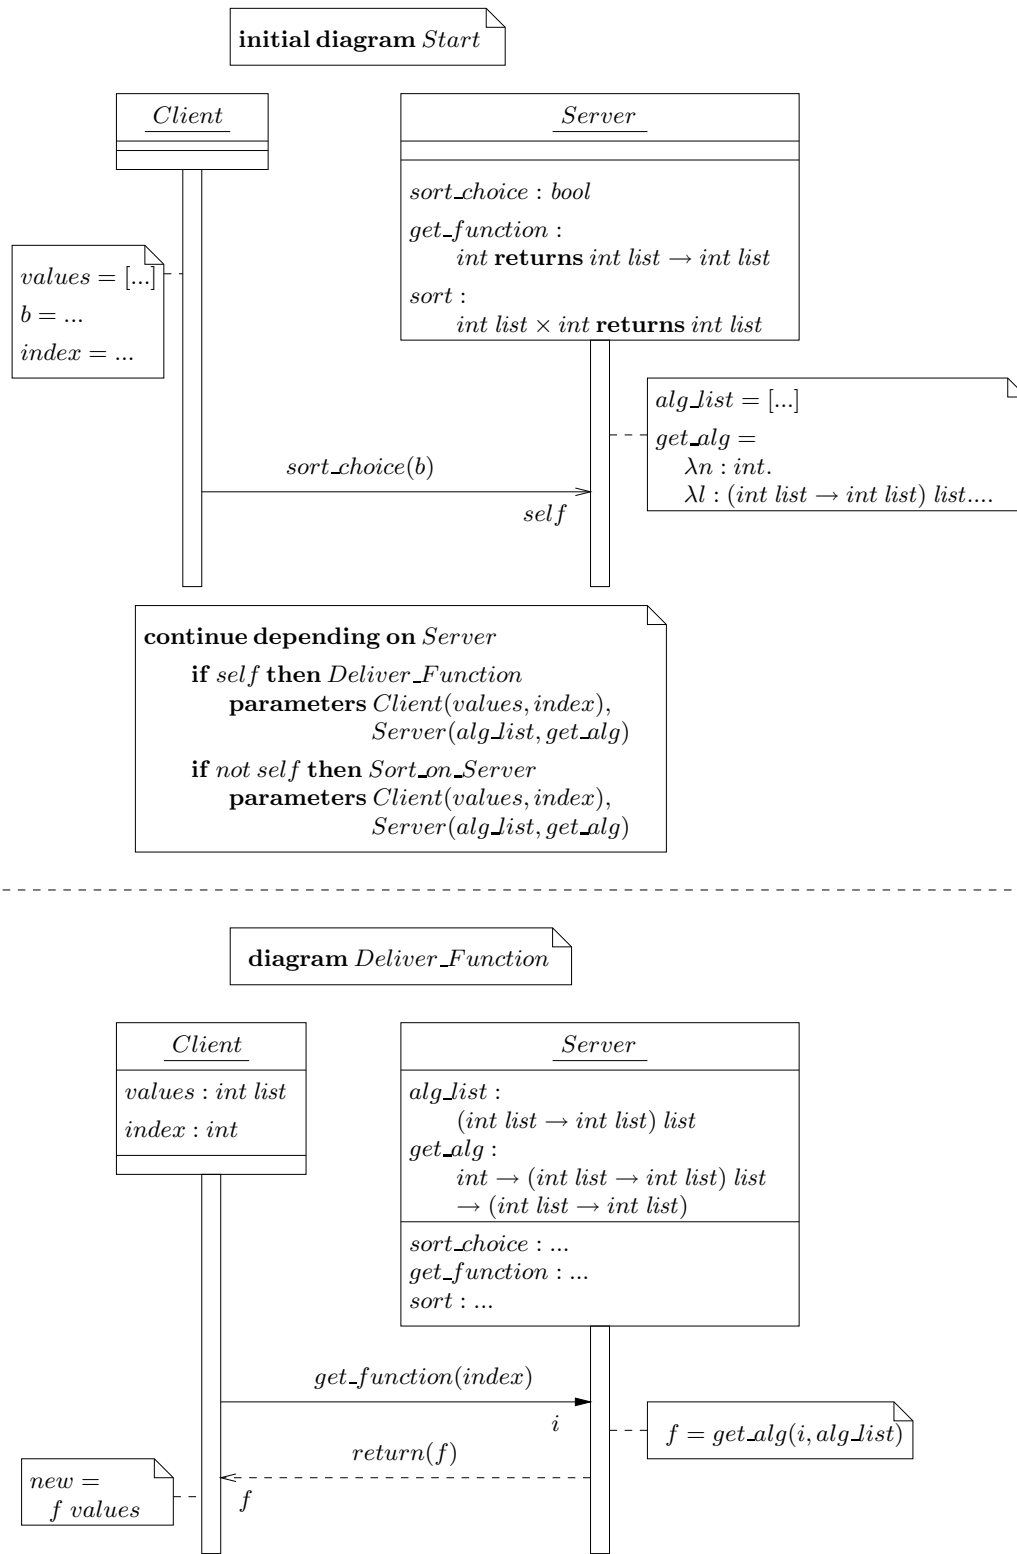 initial diagram Start
Client
Server
sort_choice : bool
get_function :
int returns int list → int list
sort :
int list × int returns int list
values = [...]
b = ...
index = ...
alg_list = [...]
get_alg =
λn : int.
λl : (int list → int list) list....
sort_choice(b)
self
continue depending on Server
if self then Deliver_Function
parameters Client(values, index),
Server(alg_list, get_alg)
if not self then Sort_on_Server
parameters Client(values, index),
Server(alg_list, get_alg)
diagram Deliver_Function
Client
values : int list
index : int
Server
alg_list :
(int list → int list) list
get_alg :
int → (int list → int list) list
→ (int list → int list)
sort_choice : ...
get_function : ...
sort : ...
get_function(index)
i
f = get_alg(i, alg_list)
return(f)
f
new =
f values